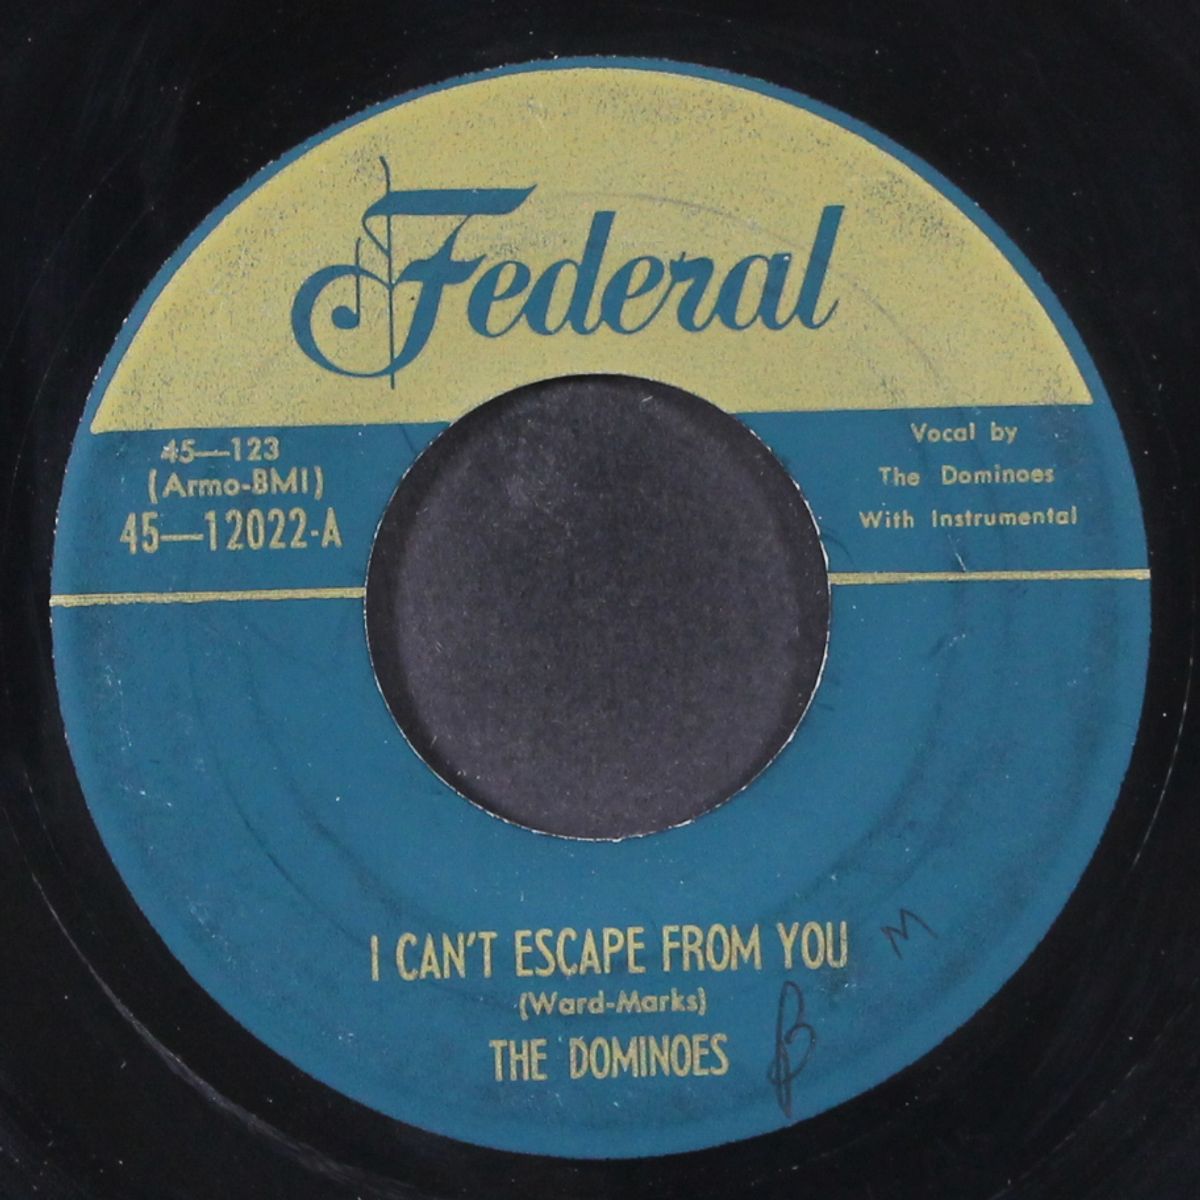 Federal
45—123
(Armo-BMI)
45—12022-A
Vocal by
The Dominoes
With Instrumental
I CAN'T ESCAPE FROM YOU
(Ward-Marks)
THE DOMINOES
M
B